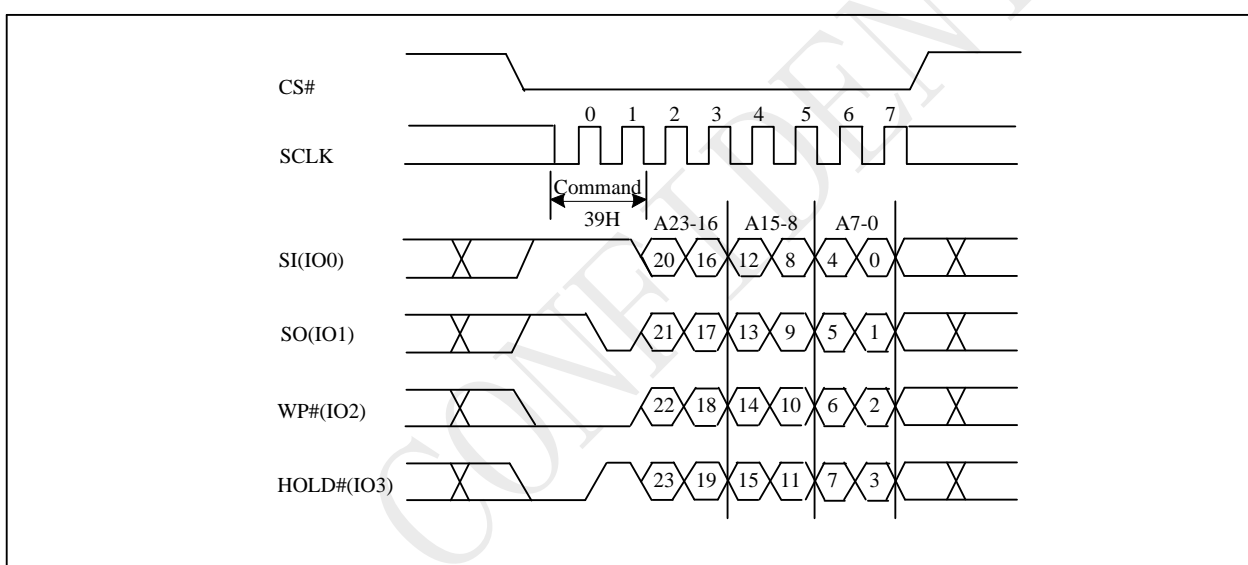 CS#
0 1 2 3 4 5 6 7
SCLK
Command
39H
A23-16 A15-8 A7-0
SI(IO0) 20 16 12 8 4 0
SO(IO1) 21 17 13 9 5 1
WP#(IO2) 22 18 14 10 6 2
HOLD#(IO3) 23 19 15 11 7 3
CONFIDEN